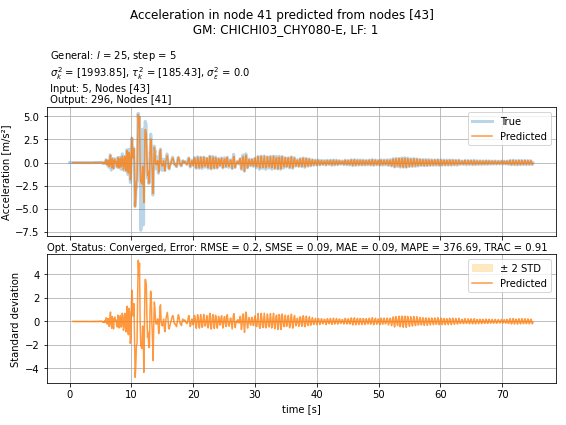 Acceleration in node 41 predicted from nodes [43]
GM: CHICHI03_CHY080-E, LF: 1
General: l = 25, step = 5
σ²ₖ = [1993.85], τ²ₖ = [185.43], σ²ε = 0.0
Input: 5, Nodes [43]
Output: 296, Nodes [41]
Acceleration [m/s²]
5.0
2.5
0.0
−2.5
−5.0
−7.5
True
Predicted
Opt. Status: Converged, Error: RMSE = 0.2, SMSE = 0.09, MAE = 0.09, MAPE = 376.69, TRAC = 0.91
Standard deviation
4
2
0
−2
−4
± 2 STD
Predicted
0 10 20 30 40 50 60 70
time [s]